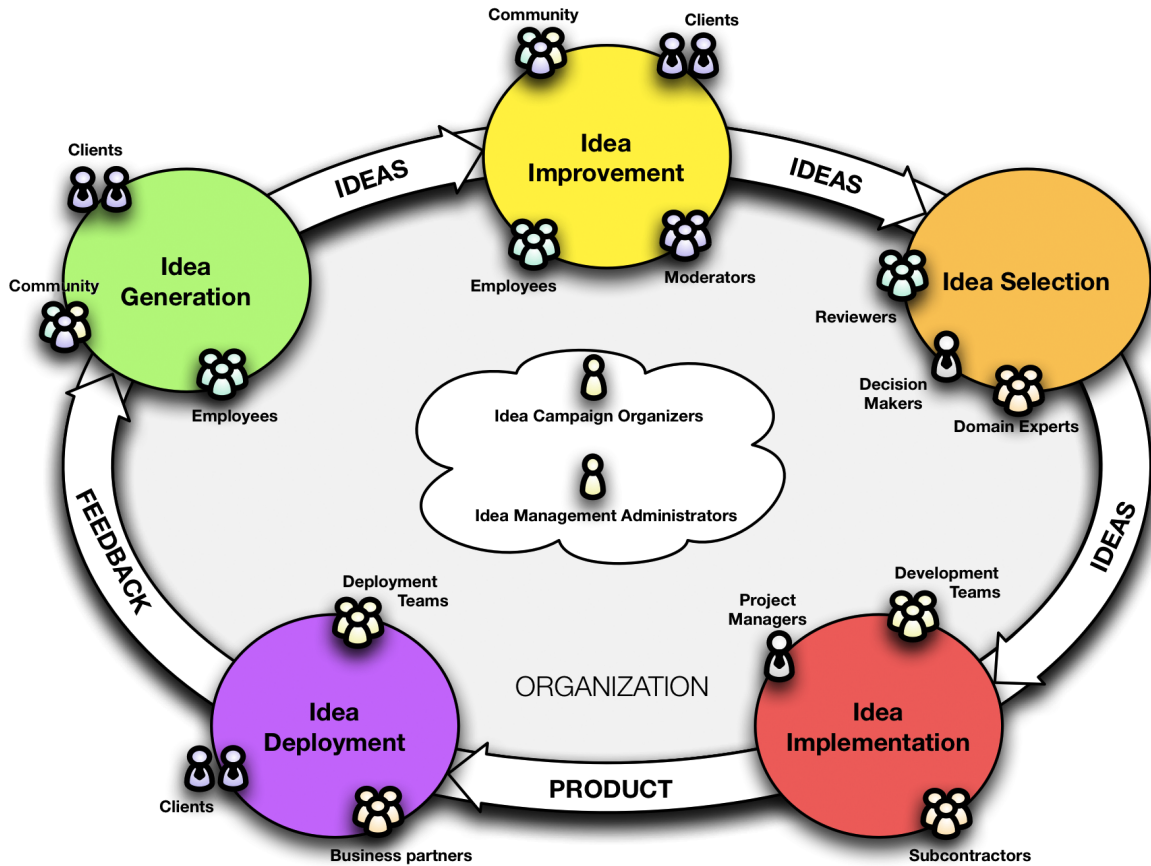 Community
Clients
Idea
Improvement
Employees
Moderators
IDEAS
IDEAS
Clients
Community
Idea
Generation
Employees
Idea Selection
Reviewers
Decision
Makers
Domain Experts
Idea Campaign Organizers
Idea Management Administrators
IDEAS
FEEDBACK
Deployment
Teams
Idea
Deployment
Clients
Business partners
ORGANIZATION
PRODUCT
Project
Managers
Development
Teams
Idea
Implementation
Subcontractors